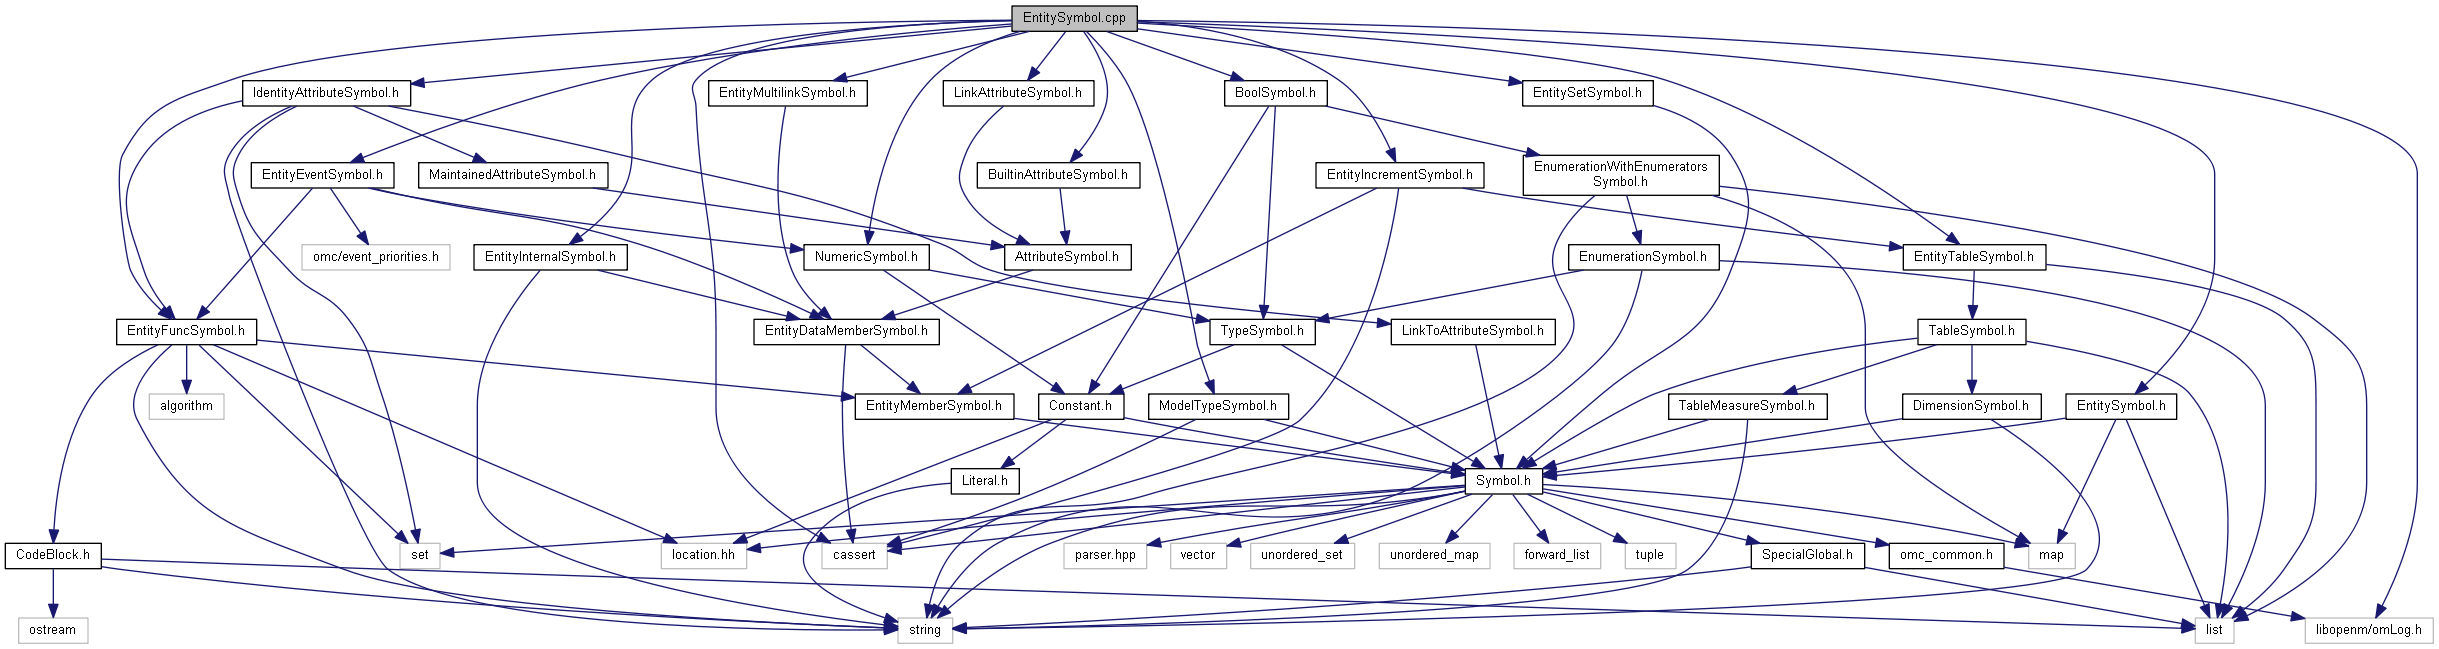 EntitySymbol.cpp
IdentityAttributeSymbol.h
EntityMultilinkSymbol.h
LinkAttributeSymbol.h
BoolSymbol.h
EntitySetSymbol.h
EntityEventSymbol.h
MaintainedAttributeSymbol.h
BuiltinAttributeSymbol.h
EntityIncrementSymbol.h
EnumerationWithEnumerators
Symbol.h
omc/event_priorities.h
EntityInternalSymbol.h
NumericSymbol.h
AttributeSymbol.h
EnumerationSymbol.h
EntityTableSymbol.h
EntityFuncSymbol.h
EntityDataMemberSymbol.h
TypeSymbol.h
LinkToAttributeSymbol.h
TableSymbol.h
algorithm
EntityMemberSymbol.h
Constant.h
ModelTypeSymbol.h
TableMeasureSymbol.h
DimensionSymbol.h
EntitySymbol.h
Literal.h
Symbol.h
CodeBlock.h
set
location.hh
cassert
parser.hpp
vector
unordered_set
unordered_map
forward_list
tuple
SpecialGlobal.h
omc_common.h
map
ostream
string
list
libopenm/omLog.h